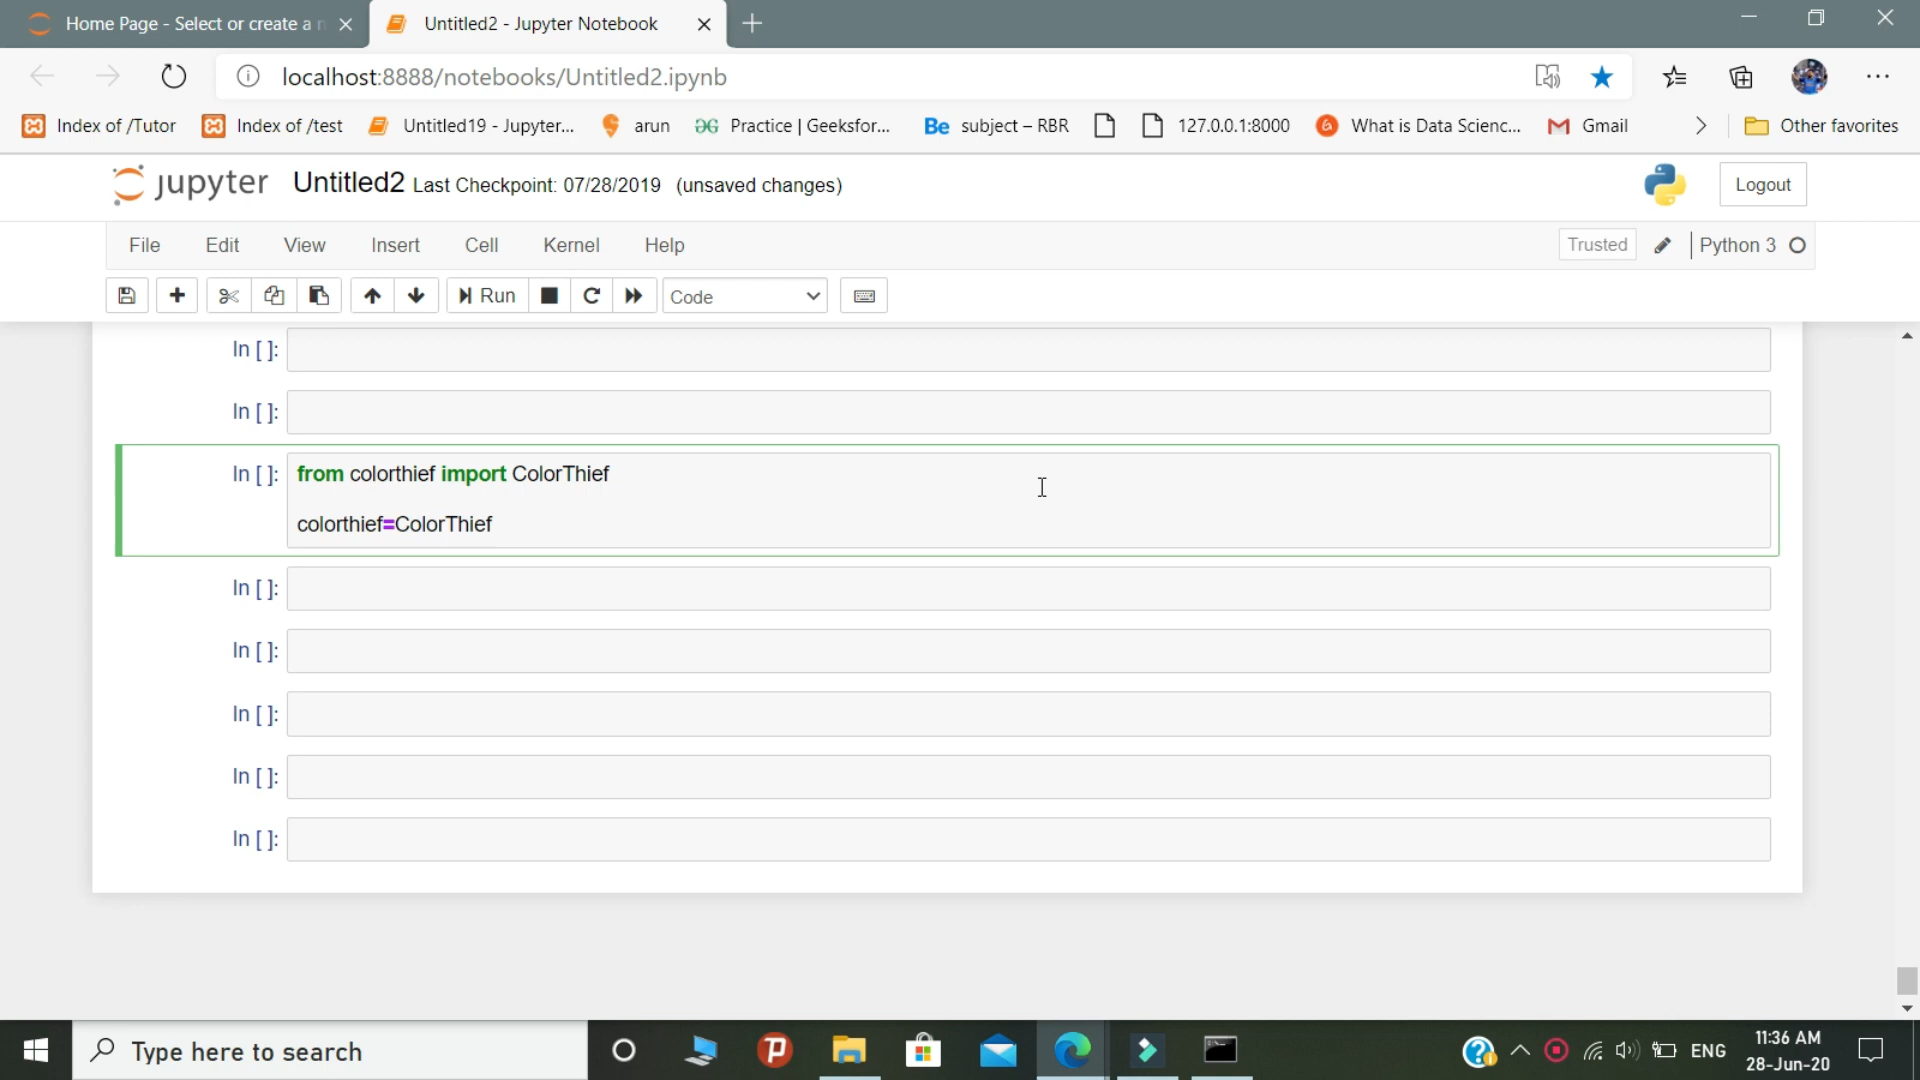 Home Page - Select or create a n
Untitled2 - Jupyter Notebook
localhost:8888/notebooks/Untitled2.ipynb
Index of /Tutor
Index of /test
Untitled19 - Jupyter...
arun
Practice | Geeksfor...
Be subject – RBR
127.0.0.1:8000
What is Data Scienc...
Gmail
Other favorites
jupyter Untitled2 Last Checkpoint: 07/28/2019 (unsaved changes)
Logout
File Edit View Insert Cell Kernel Help
Trusted
Python 3
Run
Code
In [ ]:
In [ ]:
In [ ]: from colorthief import ColorThief
colorthief=ColorThief
In [ ]:
In [ ]:
In [ ]:
In [ ]:
In [ ]:
Type here to search
ENG
11:36 AM
28-Jun-20